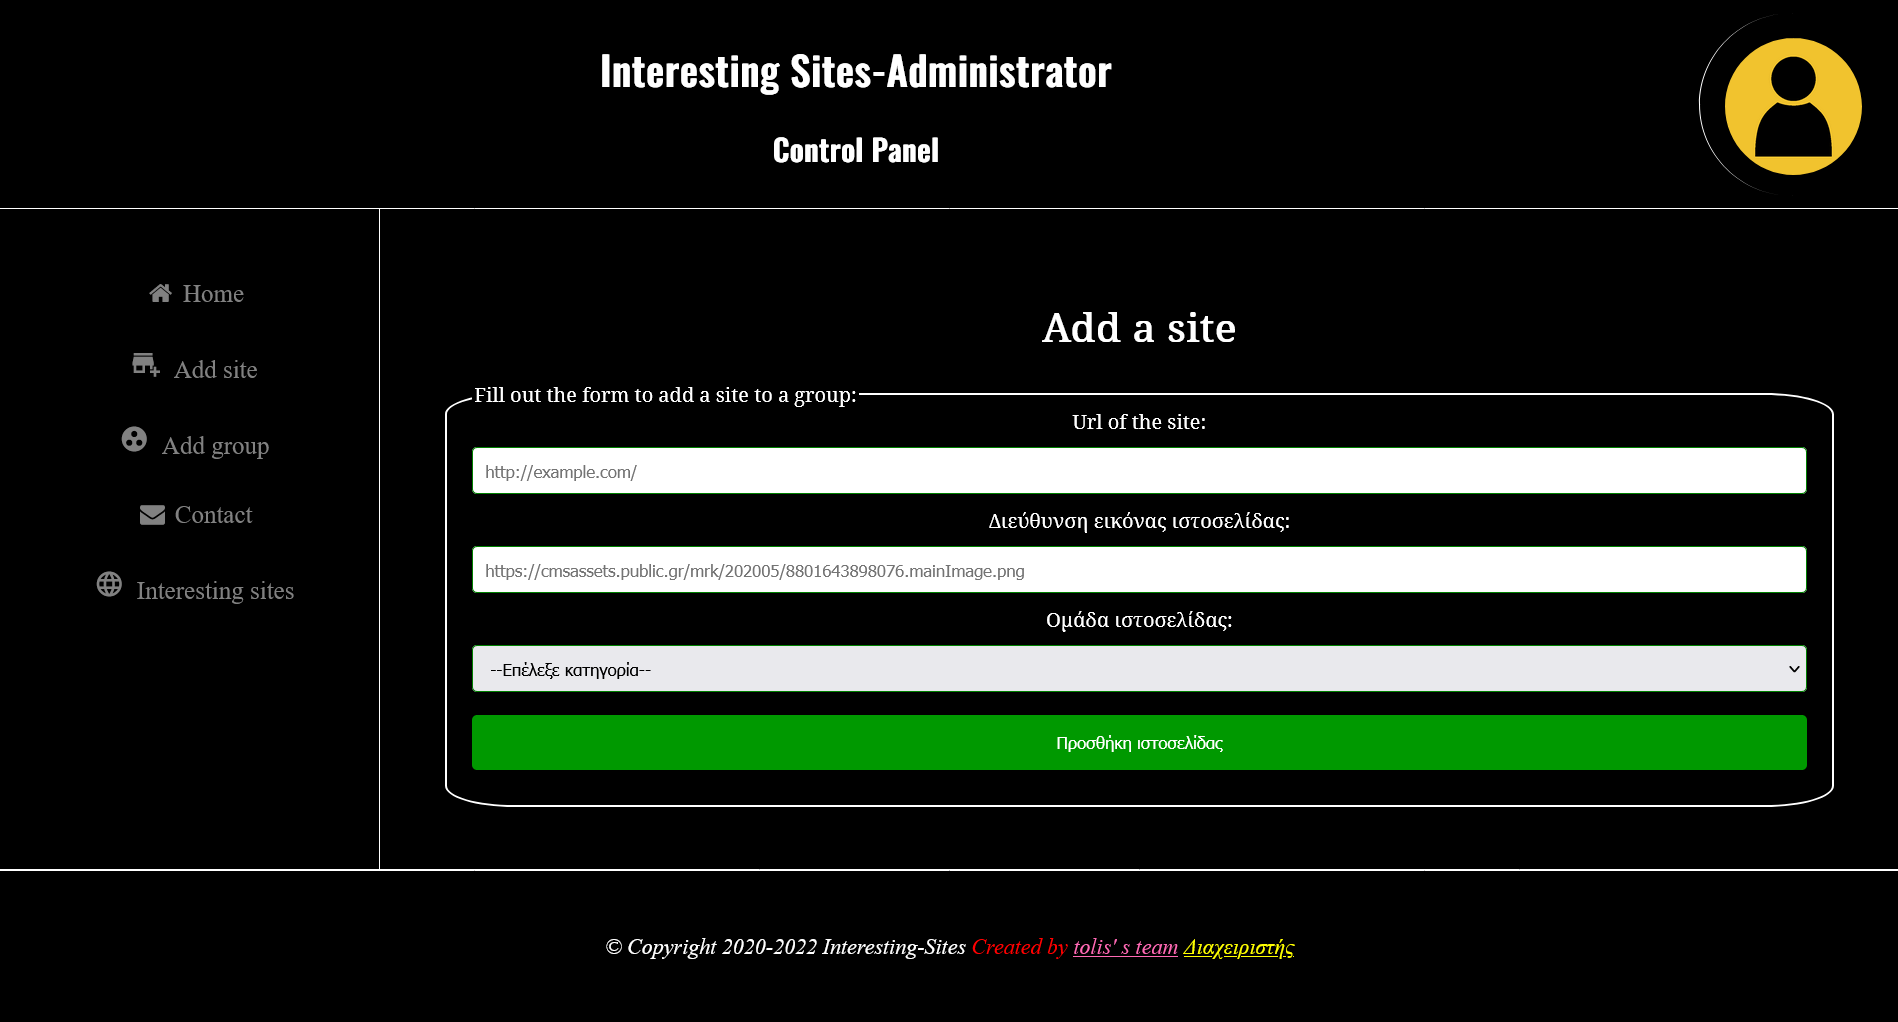 Interesting Sites-Administrator
Control Panel
Home
Add site
Add group
Contact
Interesting sites
Add a site
Fill out the form to add a site to a group:
Url of the site:
http://example.com/
Διεύθυνση εικόνας ιστοσελίδας:
https://cmsassets.public.gr/mrk/202005/8801643898076.mainImage.png
Ομάδα ιστοσελίδας:
--Επέλεξε κατηγορία--
Προσθήκη ιστοσελίδας
© Copyright 2020-2022 Interesting-Sites Created by tolis' s team Διαχειριστής